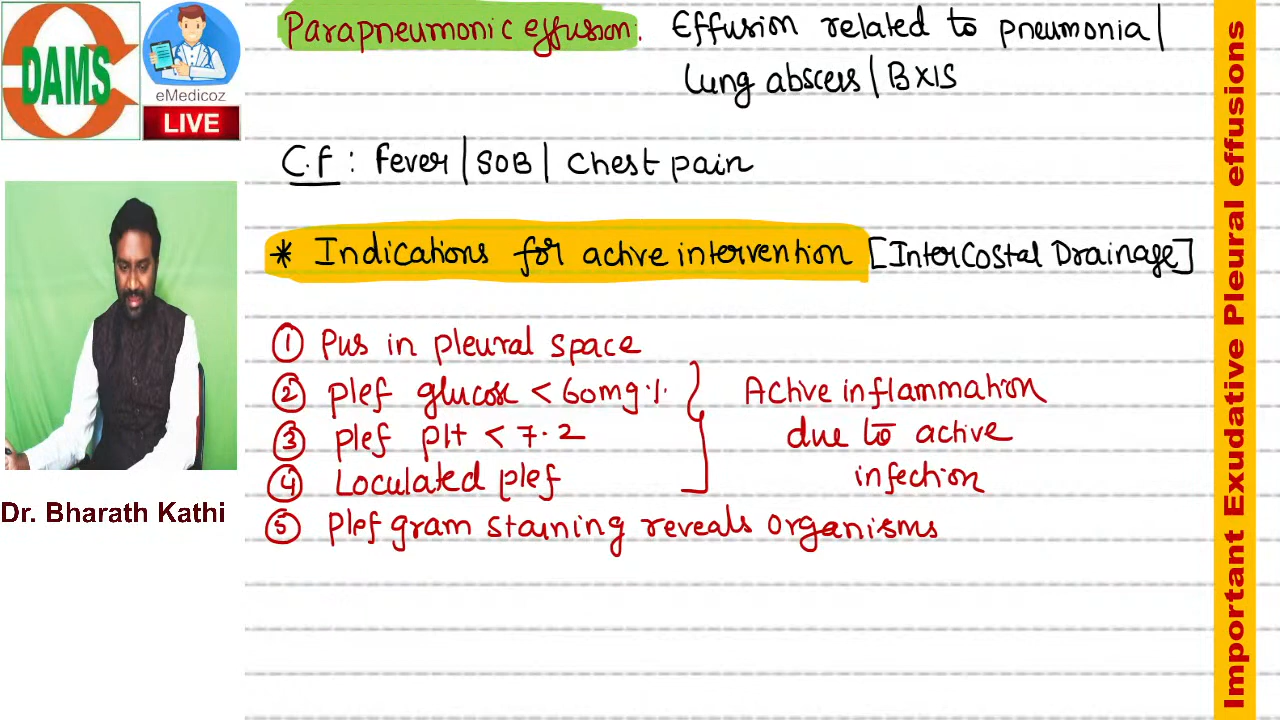 DAMS
eMedicoz
LIVE
Parapneumonic effusion: Effusion related to pneumonia |
Lung abscess | BXIS
C.f : Fever | SOB | Chest pain
* Indications for active intervention [InterCostal Drainage]
① Pus in pleural space
② plef glucose < 60mg%
③ plef pH < 7.2
④ Loculated plef
Active inflammation
due to active
infection
⑤ Plef gram staining reveals organisms
Dr. Bharath Kathi
Important Exudative Pleural effusions